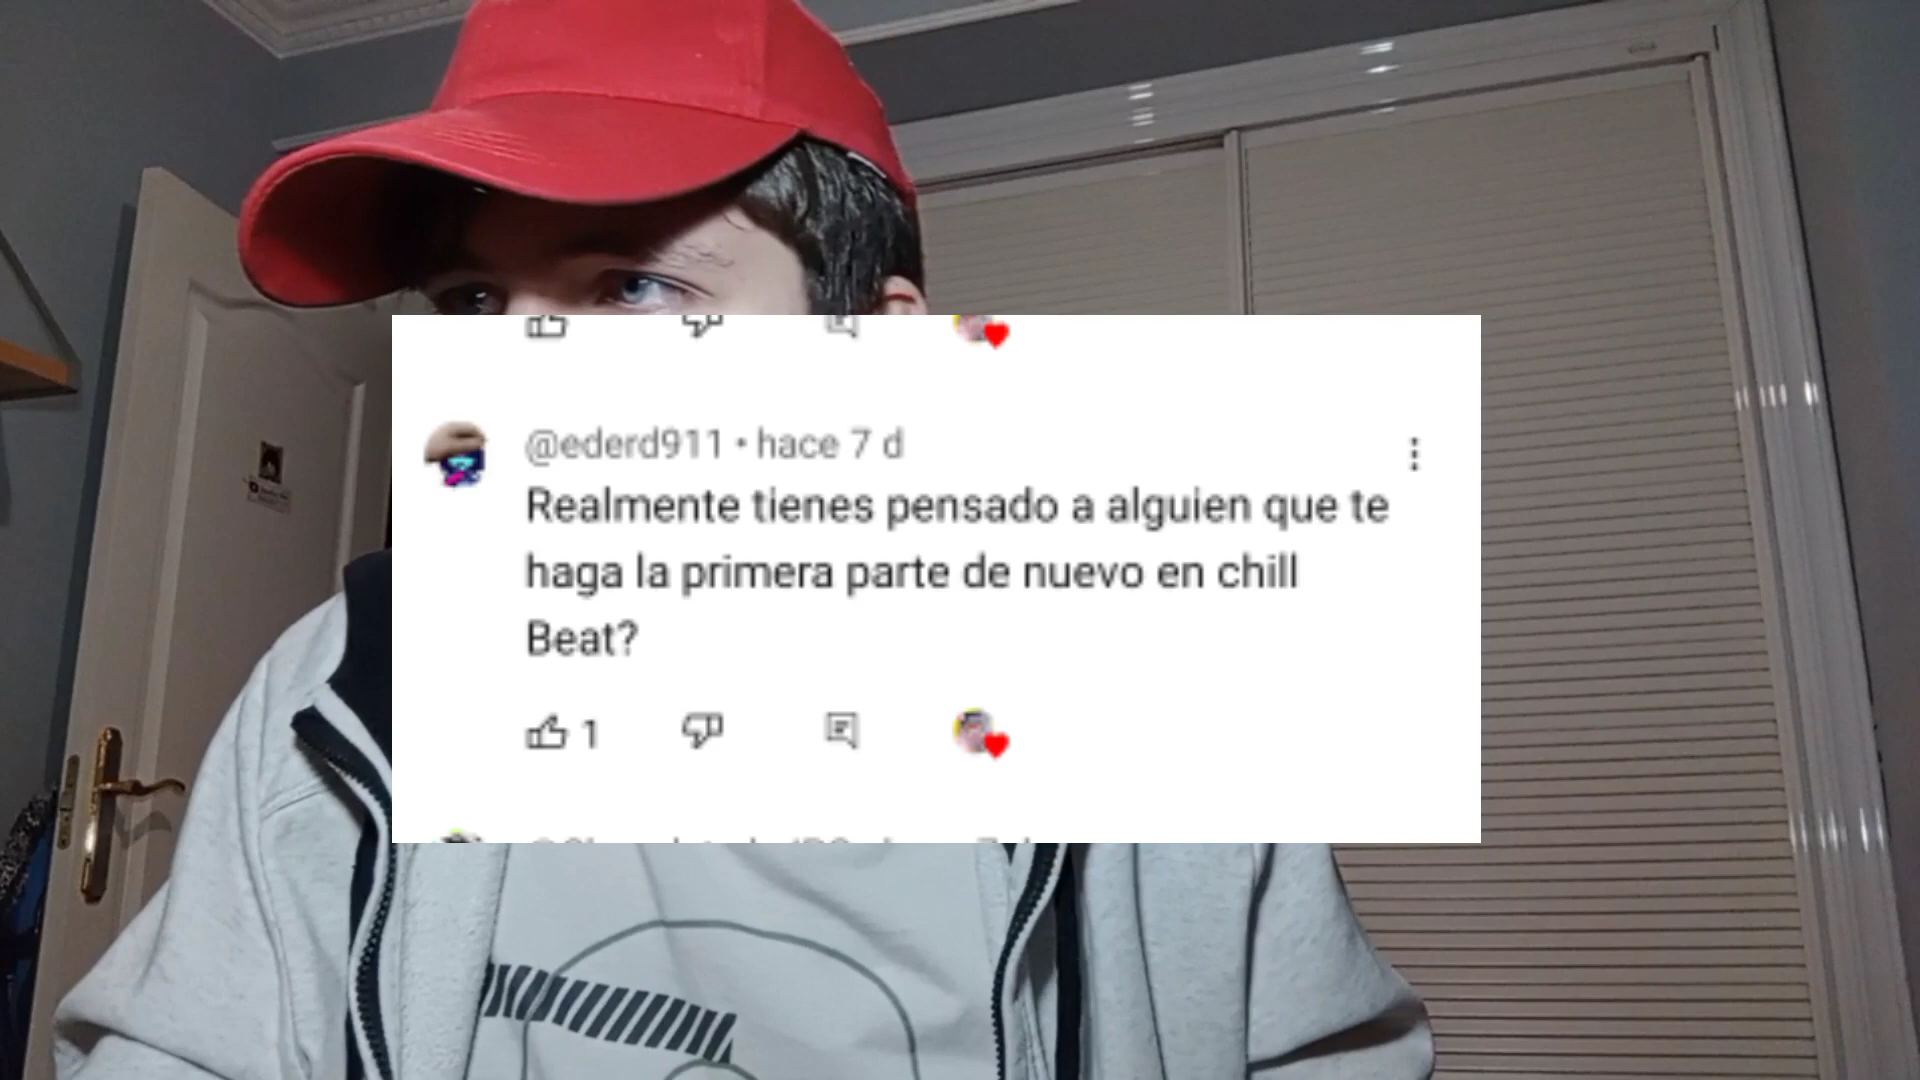 @ederd911 • hace 7 d
Realmente tienes pensado a alguien que te
haga la primera parte de nuevo en chill
Beat?
1